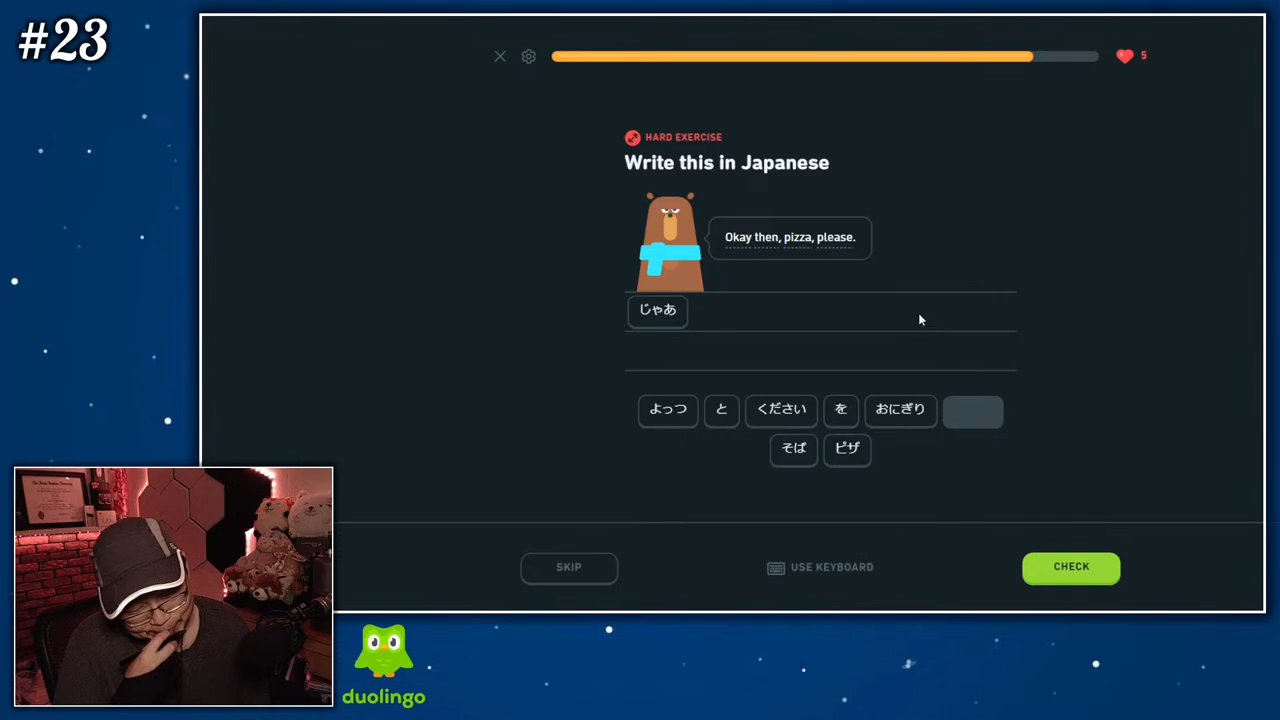 #23
5
HARD EXERCISE
Write this in Japanese
Okay then, pizza, please.
じゃあ
よっつ と ください を おにぎり
そば ピザ
SKIP USE KEYBOARD CHECK
duolingo